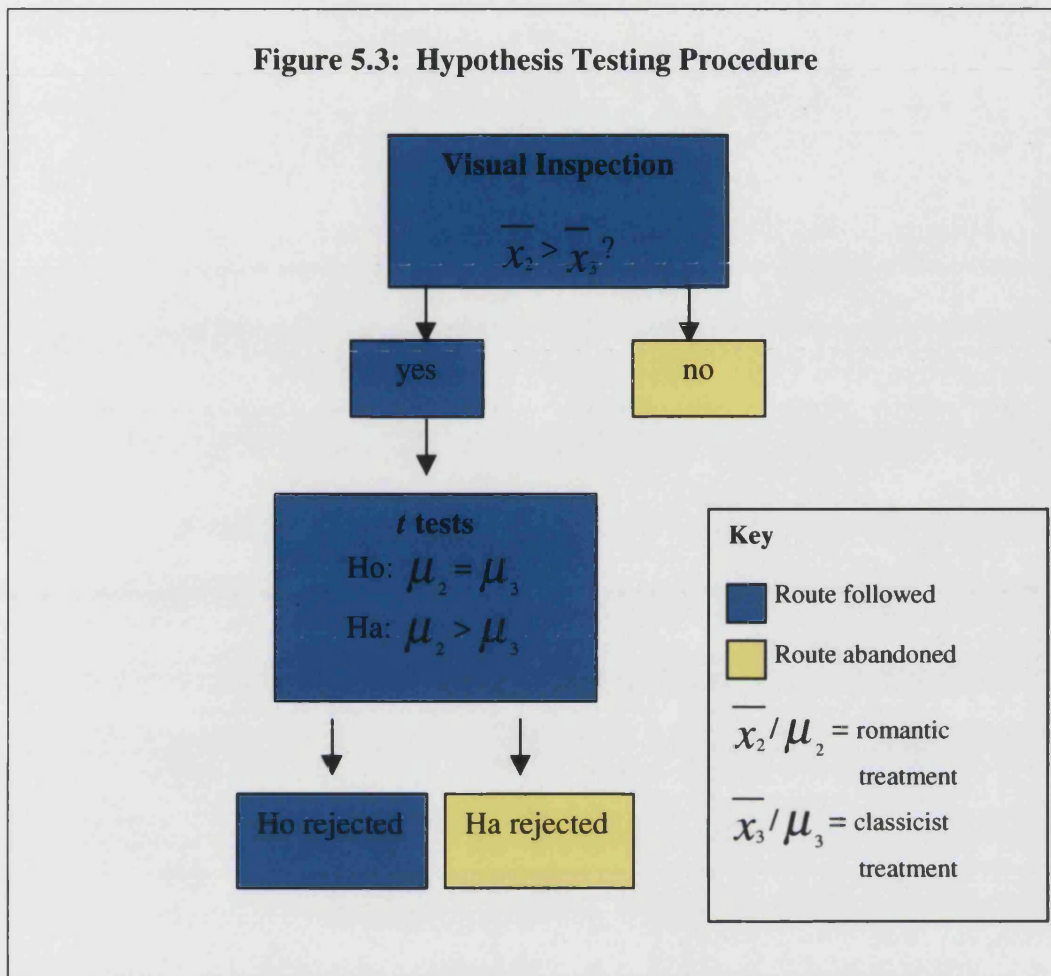 Figure 5.3: Hypothesis Testing Procedure
Visual Inspection
x̅₂ > x̅₃?
yes
no
t tests
Ho: μ₂ = μ₃
Ha: μ₂ > μ₃
Ho rejected
Ha rejected
Key
Route followed
Route abandoned
x̅₂ / μ₂ = romantic
treatment
x̅₃ / μ₃ = classicist
treatment